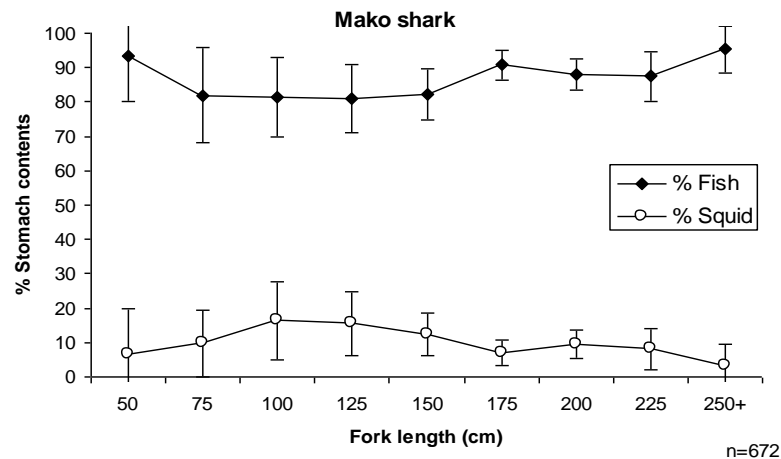 Mako shark
% Stomach contents
100
90
80
70
60
50
40
30
20
10
0
% Fish
% Squid
50 75 100 125 150 175 200 225 250+
Fork length (cm)
n=672